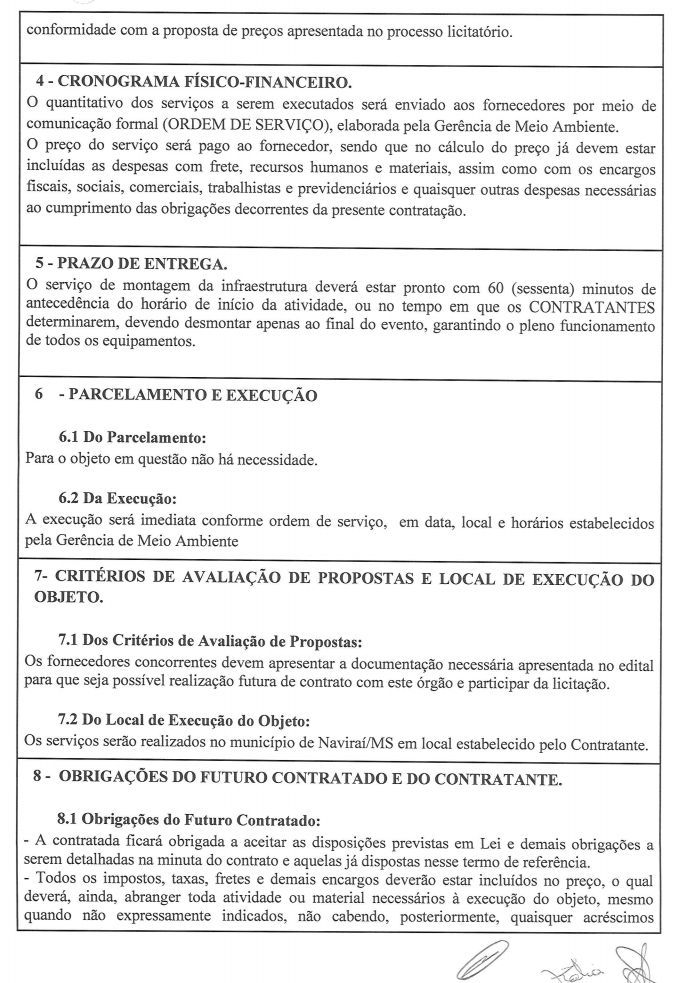 conformidade com a proposta de preços apresentada no processo licitatório.
4 - CRONOGRAMA FÍSICO-FINANCEIRO.
O quantitativo dos serviços a serem executados será enviado aos fornecedores por meio de
comunicação formal (ORDEM DE SERVIÇO), elaborada pela Gerência de Meio Ambiente.
O preço do serviço será pago ao fornecedor, sendo que no cálculo do preço já devem estar
incluídas as despesas com frete, recursos humanos e materiais, assim como com os encargos
fiscais, sociais, comerciais, trabalhistas e previdenciários e quaisquer outras despesas necessárias
ao cumprimento das obrigações decorrentes da presente contratação.
5 - PRAZO DE ENTREGA.
O serviço de montagem da infraestrutura deverá estar pronto com 60 (sessenta) minutos de
antecedência do horário de início da atividade, ou no tempo em que os CONTRATANTES
determinarem, devendo desmontar apenas ao final do evento, garantindo o pleno funcionamento
de todos os equipamentos.
6 - PARCELAMENTO E EXECUÇÃO
6.1 Do Parcelamento:
Para o objeto em questão não há necessidade.
6.2 Da Execução:
A execução será imediata conforme ordem de serviço, em data, local e horários estabelecidos
pela Gerência de Meio Ambiente
7- CRITÉRIOS DE AVALIAÇÃO DE PROPOSTAS E LOCAL DE EXECUÇÃO DO
OBJETO.
7.1 Dos Critérios de Avaliação de Propostas:
Os fornecedores concorrentes devem apresentar a documentação necessária apresentada no edital
para que seja possível realização futura de contrato com este órgão e participar da licitação.
7.2 Do Local de Execução do Objeto:
Os serviços serão realizados no município de Naviraí/MS em local estabelecido pelo Contratante.
8 - OBRIGAÇÕES DO FUTURO CONTRATADO E DO CONTRATANTE.
8.1 Obrigações do Futuro Contratado:
- A contratada ficará obrigada a aceitar as disposições previstas em Lei e demais obrigações a
serem detalhadas na minuta do contrato e aquelas já dispostas nesse termo de referência.
- Todos os impostos, taxas, fretes e demais encargos deverão estar incluídos no preço, o qual
deverá, ainda, abranger toda atividade ou material necessários à execução do objeto, mesmo
quando não expressamente indicados, não cabendo, posteriormente, quaisquer acréscimos